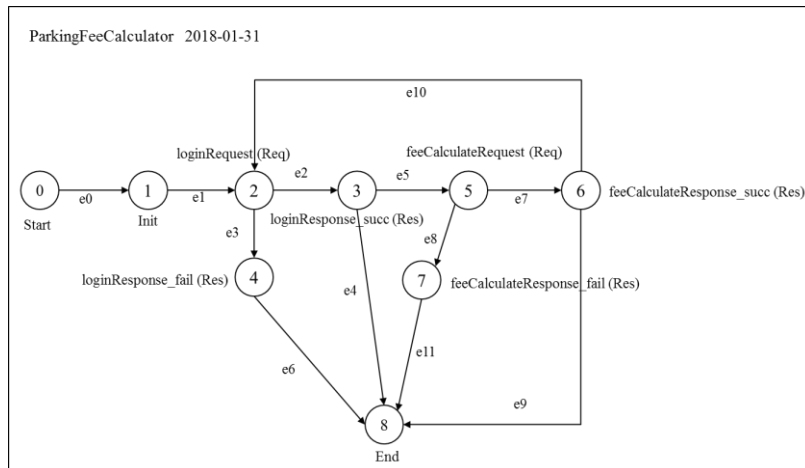 ParkingFeeCalculator 2018-01-31
e10
loginRequest (Req)
feeCalculateRequest (Req)
e2
e5
0
1
2
3
5
6
e0
e1
e7
feeCalculateResponse_succ (Res)
Start
Init
loginResponse_succ (Res)
e3
e8
4
7
loginResponse_fail (Res)
feeCalculateResponse_fail (Res)
e4
e11
e6
e9
8
End